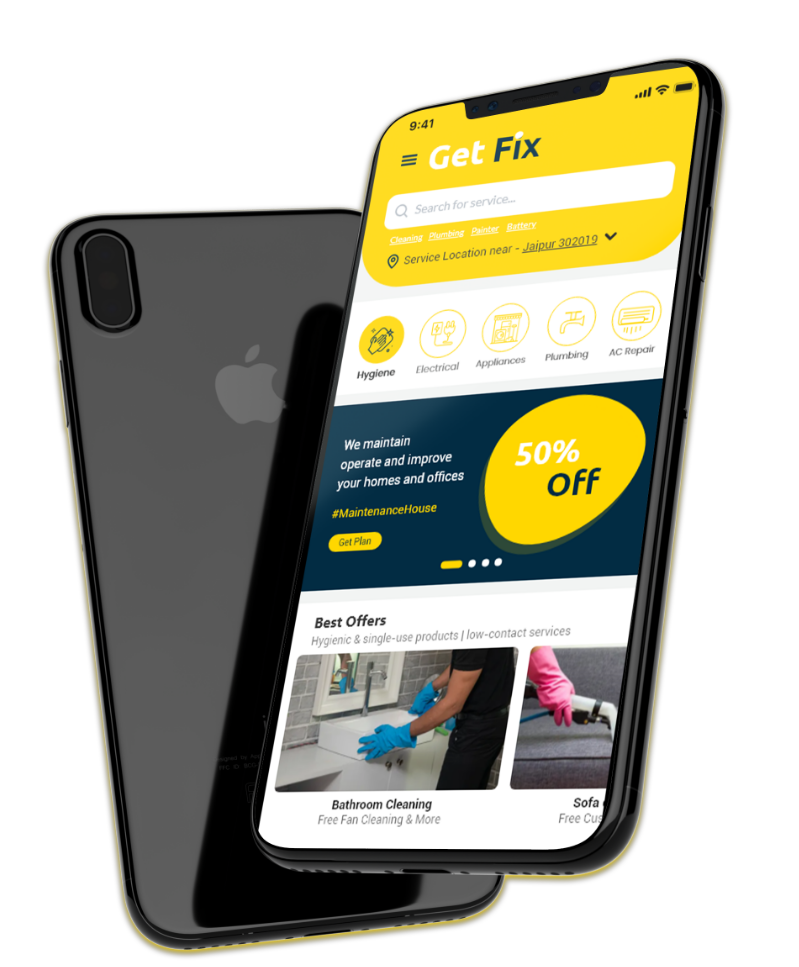 9:41
Get Fix
Search for service...
Cleaning Plumbing Painter Battery
Service Location near - Jaipur 302019
Hygiene Electrical Appliances Plumbing AC Repair
We maintain
operate and improve
your homes and offices
#MaintenanceHouse
Get Plan
50%
Off
Best Offers
Hygienic & single-use products | low-contact services
Bathroom Cleaning
Free Fan Cleaning & More
Sofa
Free Cus